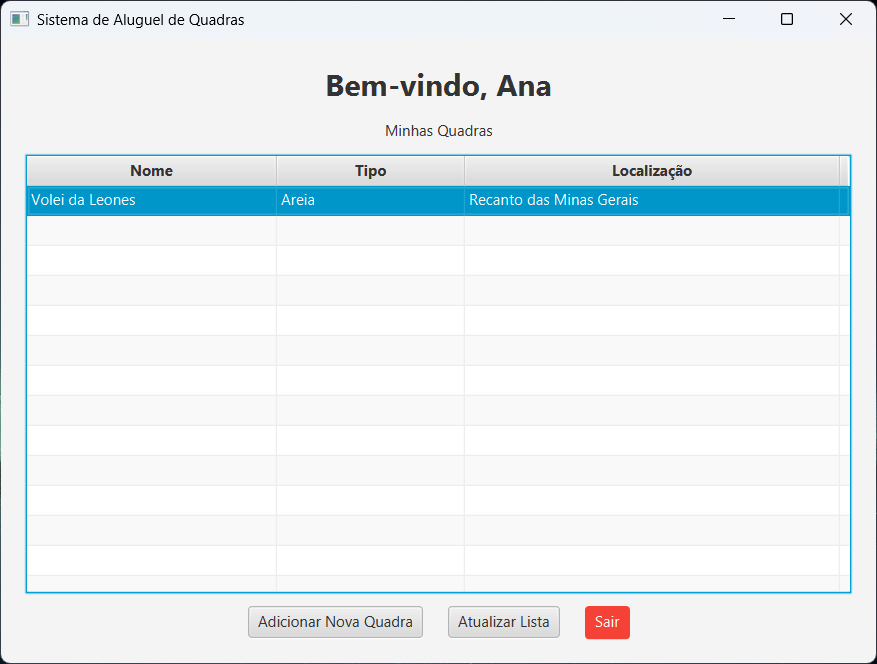 Sistema de Aluguel de Quadras
Bem-vindo, Ana
Minhas Quadras
Nome Tipo Localização
Volei da Leones Areia Recanto das Minas Gerais
Adicionar Nova Quadra Atualizar Lista Sair